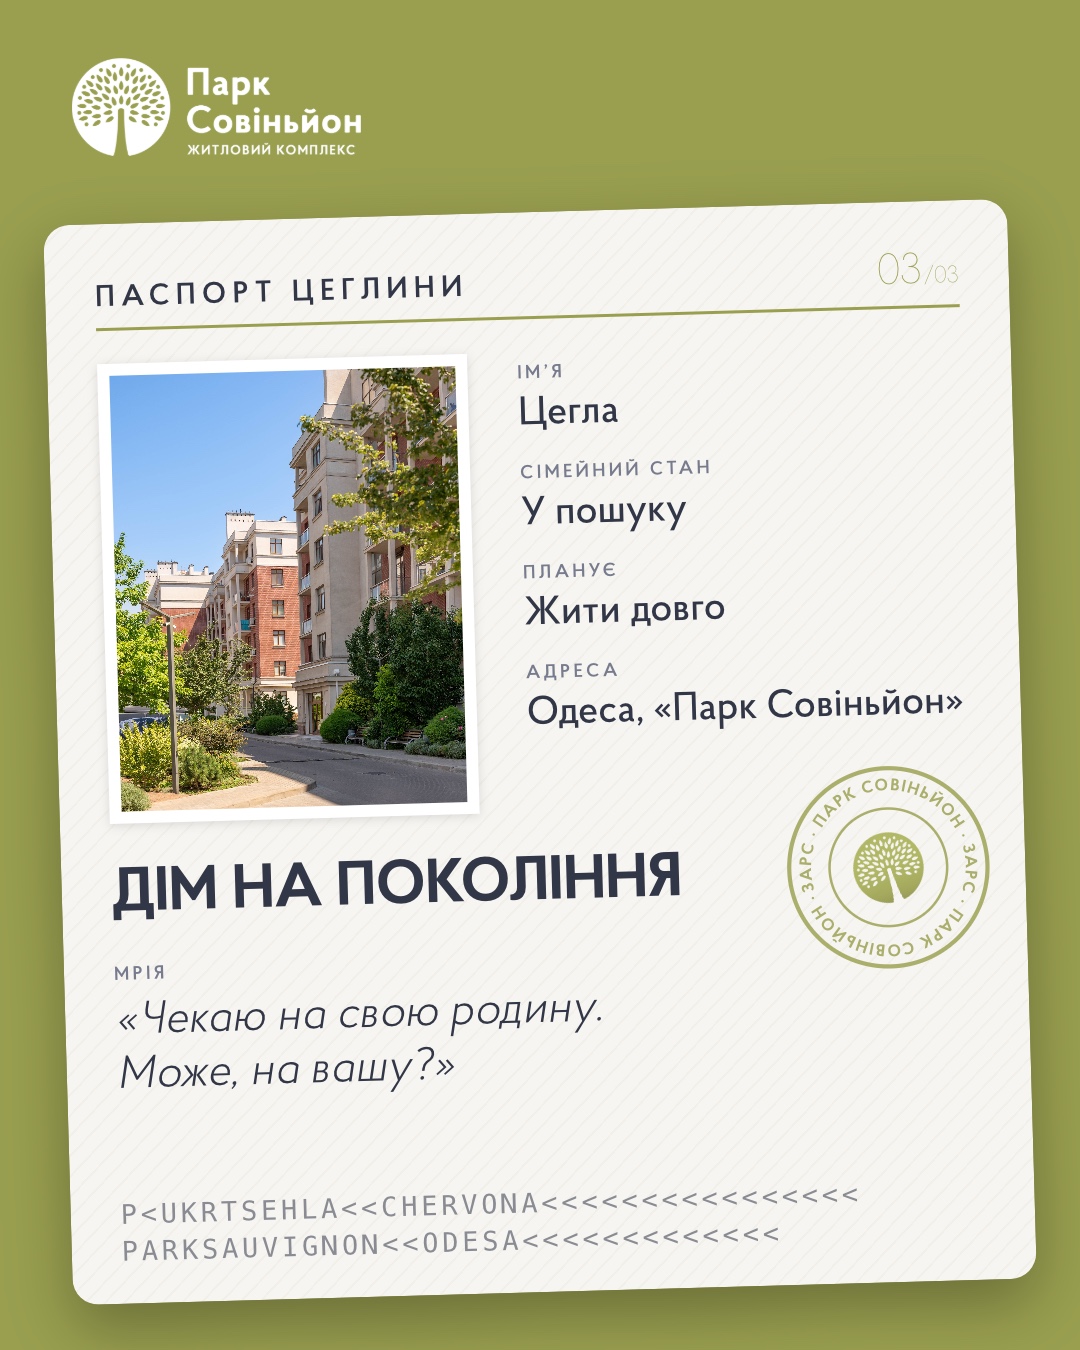 Парк
Совіньйон
ЖИТЛОВИЙ КОМПЛЕКС
ПАСПОРТ ЦЕГЛИНИ
03/03
ІМ'Я
Цегла
СІМЕЙНИЙ СТАН
У пошуку
ПЛАНУЄ
Жити довго
АДРЕСА
Одеса, «Парк Совіньйон»
ПАРК СОВІНЬЙОН · ЗАРС · ПАРК СОВІНЬЙОН · ЗАРС ·
ДІМ НА ПОКОЛІННЯ
МРІЯ
«Чекаю на свою родину.
Може, на вашу?»
P<UKRTSEHLA<<CHERVONA<<<<<<<<<<<<<<<<
PARKSAUVIGNON<<ODESA<<<<<<<<<<<<<